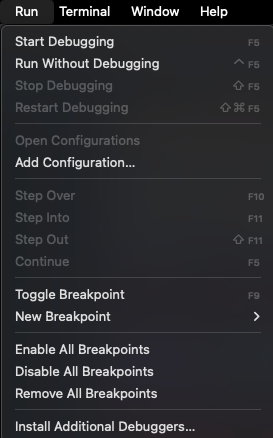 Run Terminal Window Help
Start Debugging F5
Run Without Debugging ⌃ F5
Stop Debugging ⇧ F5
Restart Debugging ⇧ ⌘ F5
Open Configurations
Add Configuration...
Step Over F10
Step Into F11
Step Out ⇧ F11
Continue F5
Toggle Breakpoint F9
New Breakpoint >
Enable All Breakpoints
Disable All Breakpoints
Remove All Breakpoints
Install Additional Debuggers...